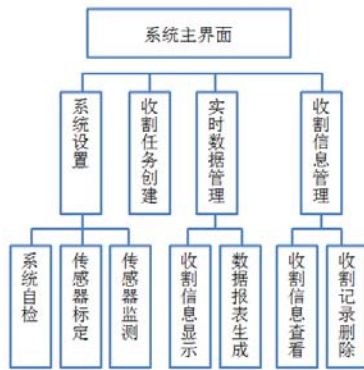 系统主界面
系统设置
收割任务创建
实时数据管理
收割信息管理
系统自检
传感器标定
传感器监测
收割信息显示
数据报表生成
收割信息查看
收割记录删除